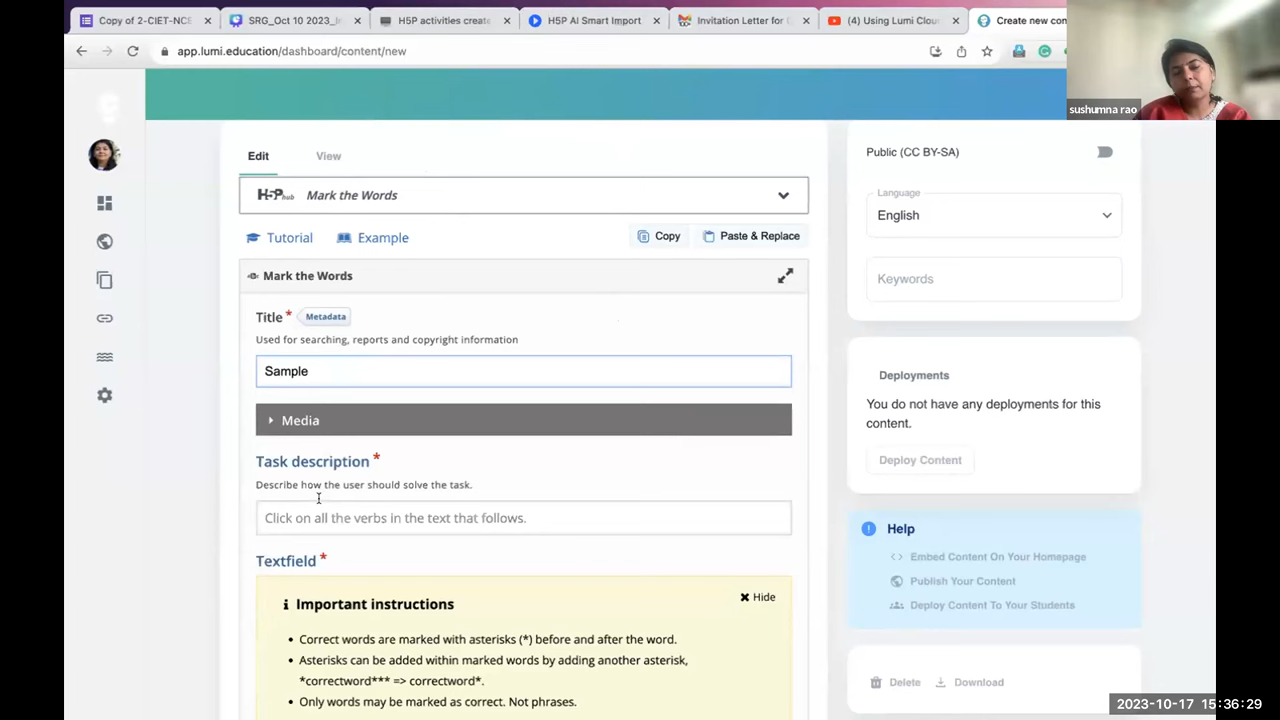 Copy of 2-CIET-NCE
SRG_Oct 10 2023_I
H5P activities create
H5P AI Smart Import
Invitation Letter for
(4) Using Lumi Clou
Create new con
app.lumi.education/dashboard/content/new
sushumna rao
Edit
View
H5P hub Mark the Words
Tutorial
Example
Copy
Paste & Replace
Mark the Words
Title * Metadata
Used for searching, reports and copyright information
Sample
Media
Task description *
Describe how the user should solve the task.
Click on all the verbs in the text that follows.
Textfield *
Important instructions
Hide
• Correct words are marked with asterisks (*) before and after the word.
• Asterisks can be added within marked words by adding another asterisk,
*correctword*** => correctword*.
• Only words may be marked as correct. Not phrases.
Public (CC BY-SA)
Language
English
Keywords
Deployments
You do not have any deployments for this
content.
Deploy Content
Help
Embed Content On Your Homepage
Publish Your Content
Deploy Content To Your Students
Delete
Download
2023-10-17 15:36:29